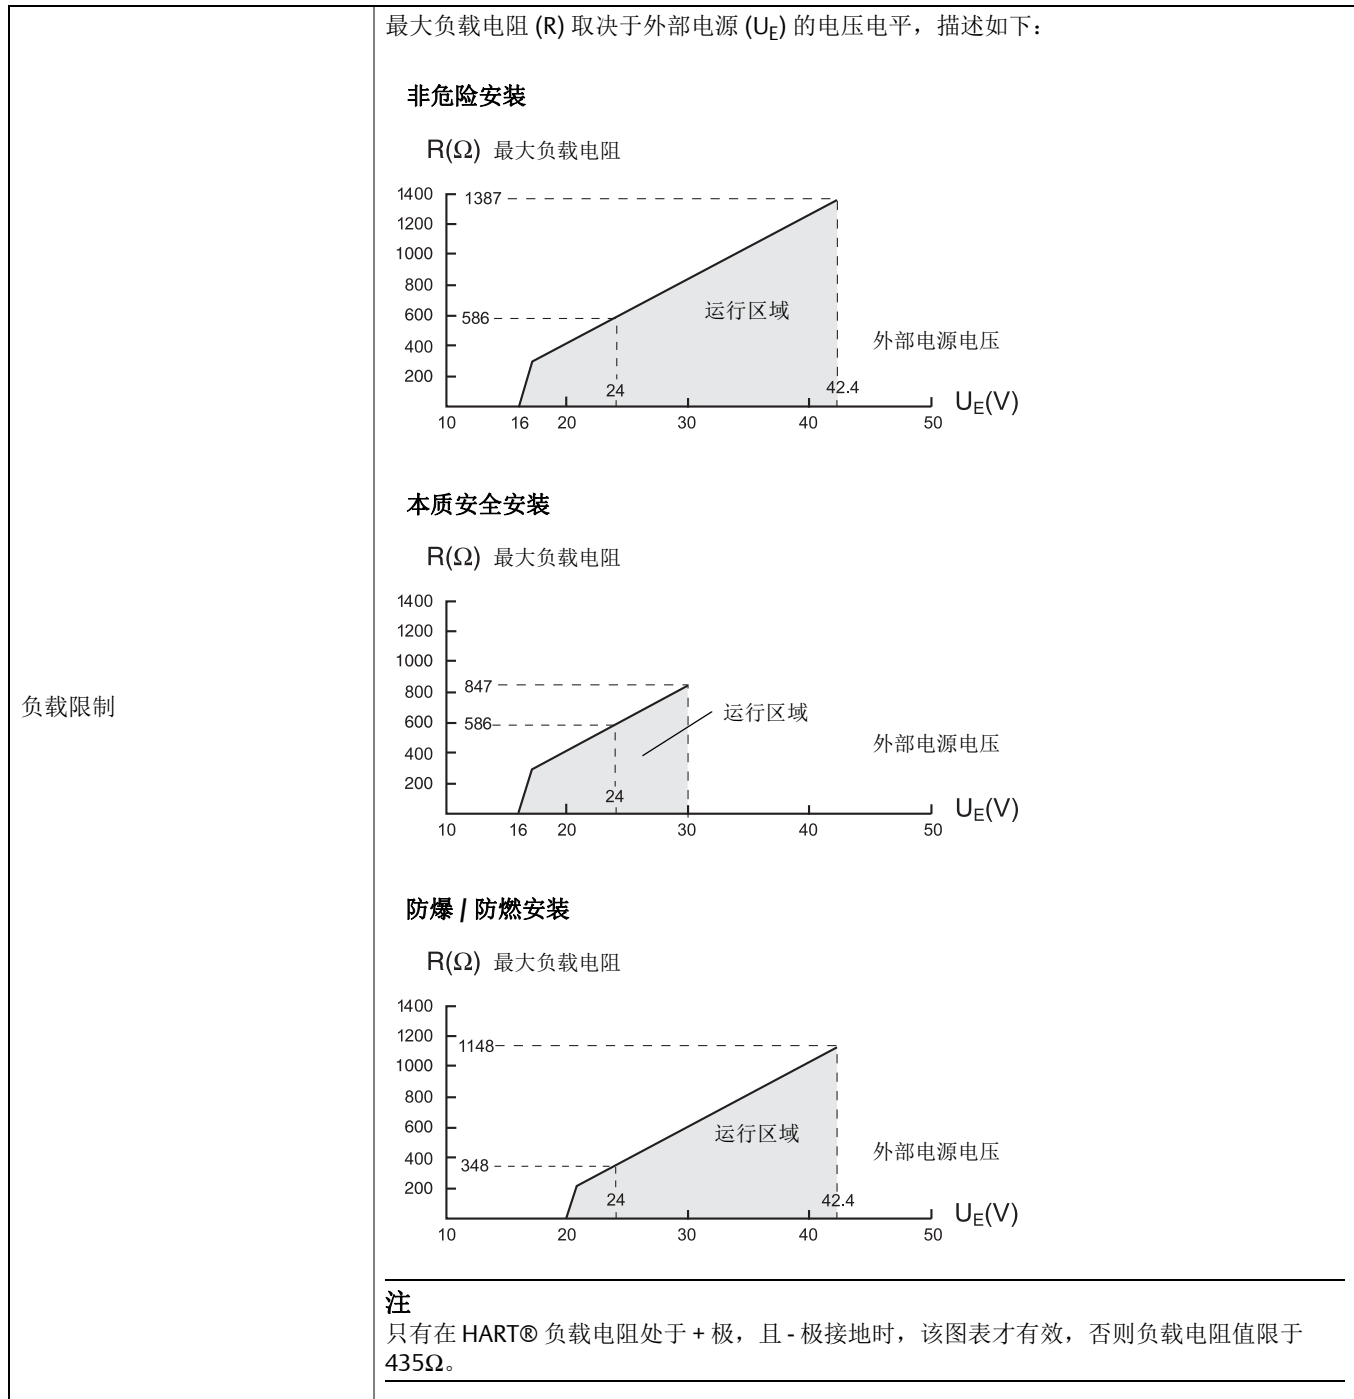 最大负载电阻 (R) 取决于外部电源 (UE) 的电压电平，描述如下：
非危险安装
R(Ω) 最大负载电阻
1400
1387
1200
1000
800
600
586
运行区域
外部电源电压
400
200
24
42.4
UE(V)
10
16
20
30
40
50
本质安全安装
R(Ω) 最大负载电阻
1400
1200
1000
800
847
600
586
运行区域
外部电源电压
400
200
24
UE(V)
10
16
20
30
40
50
负载限制
防爆 / 防燃安装
R(Ω) 最大负载电阻
1400
1200
1148
1000
800
600
运行区域
外部电源电压
400
348
200
24
42.4
UE(V)
10
20
30
40
50
注
只有在 HART® 负载电阻处于 + 极，且 - 极接地时，该图表才有效，否则负载电阻值限于
435Ω。